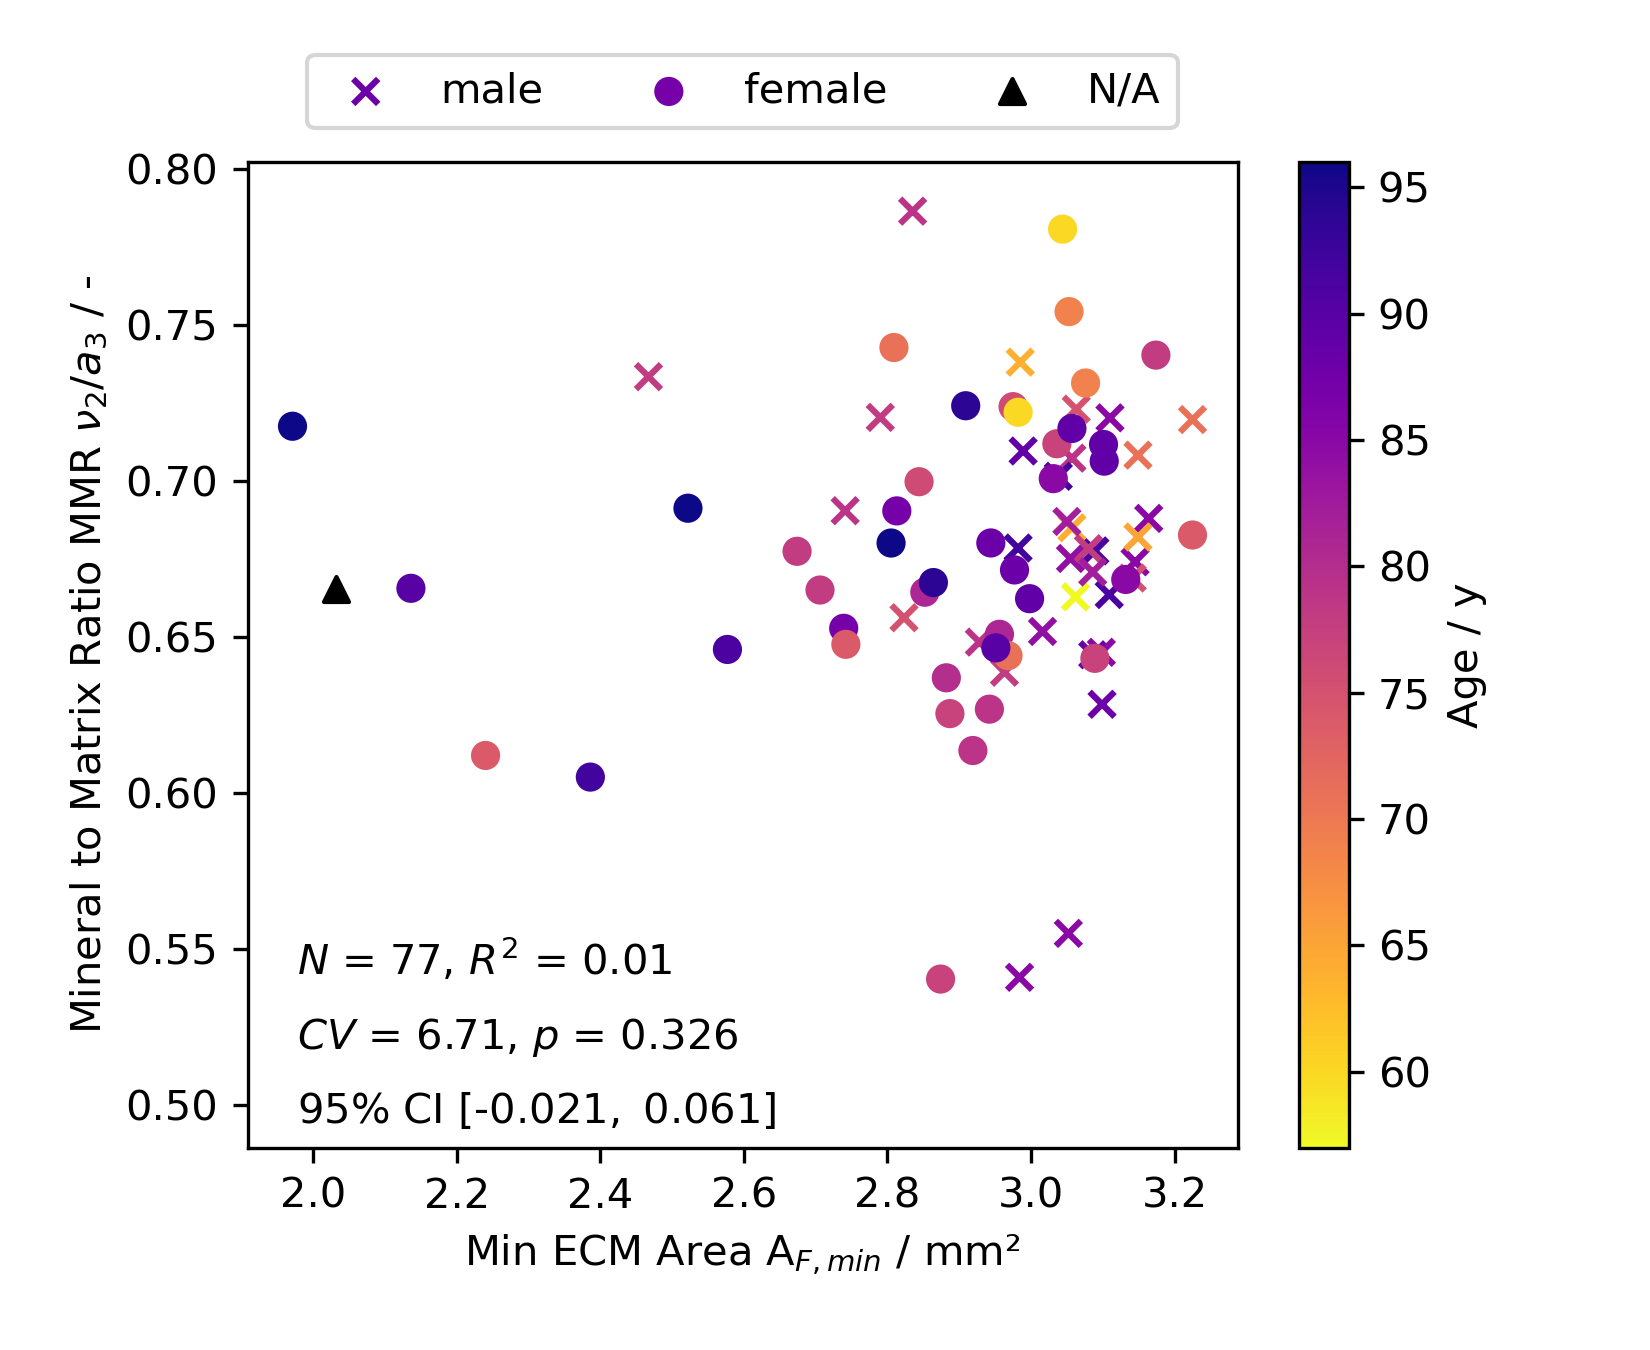 male female N/A
Mineral to Matrix Ratio MMR ν₂/a₃ / -
0.80
0.75
0.70
0.65
0.60
0.55
0.50
N = 77, R² = 0.01
CV = 6.71, p = 0.326
95% CI [-0.021, 0.061]
2.0 2.2 2.4 2.6 2.8 3.0 3.2
Min ECM Area A_F,min / mm²
95
90
85
80
75
70
65
60
Age / y